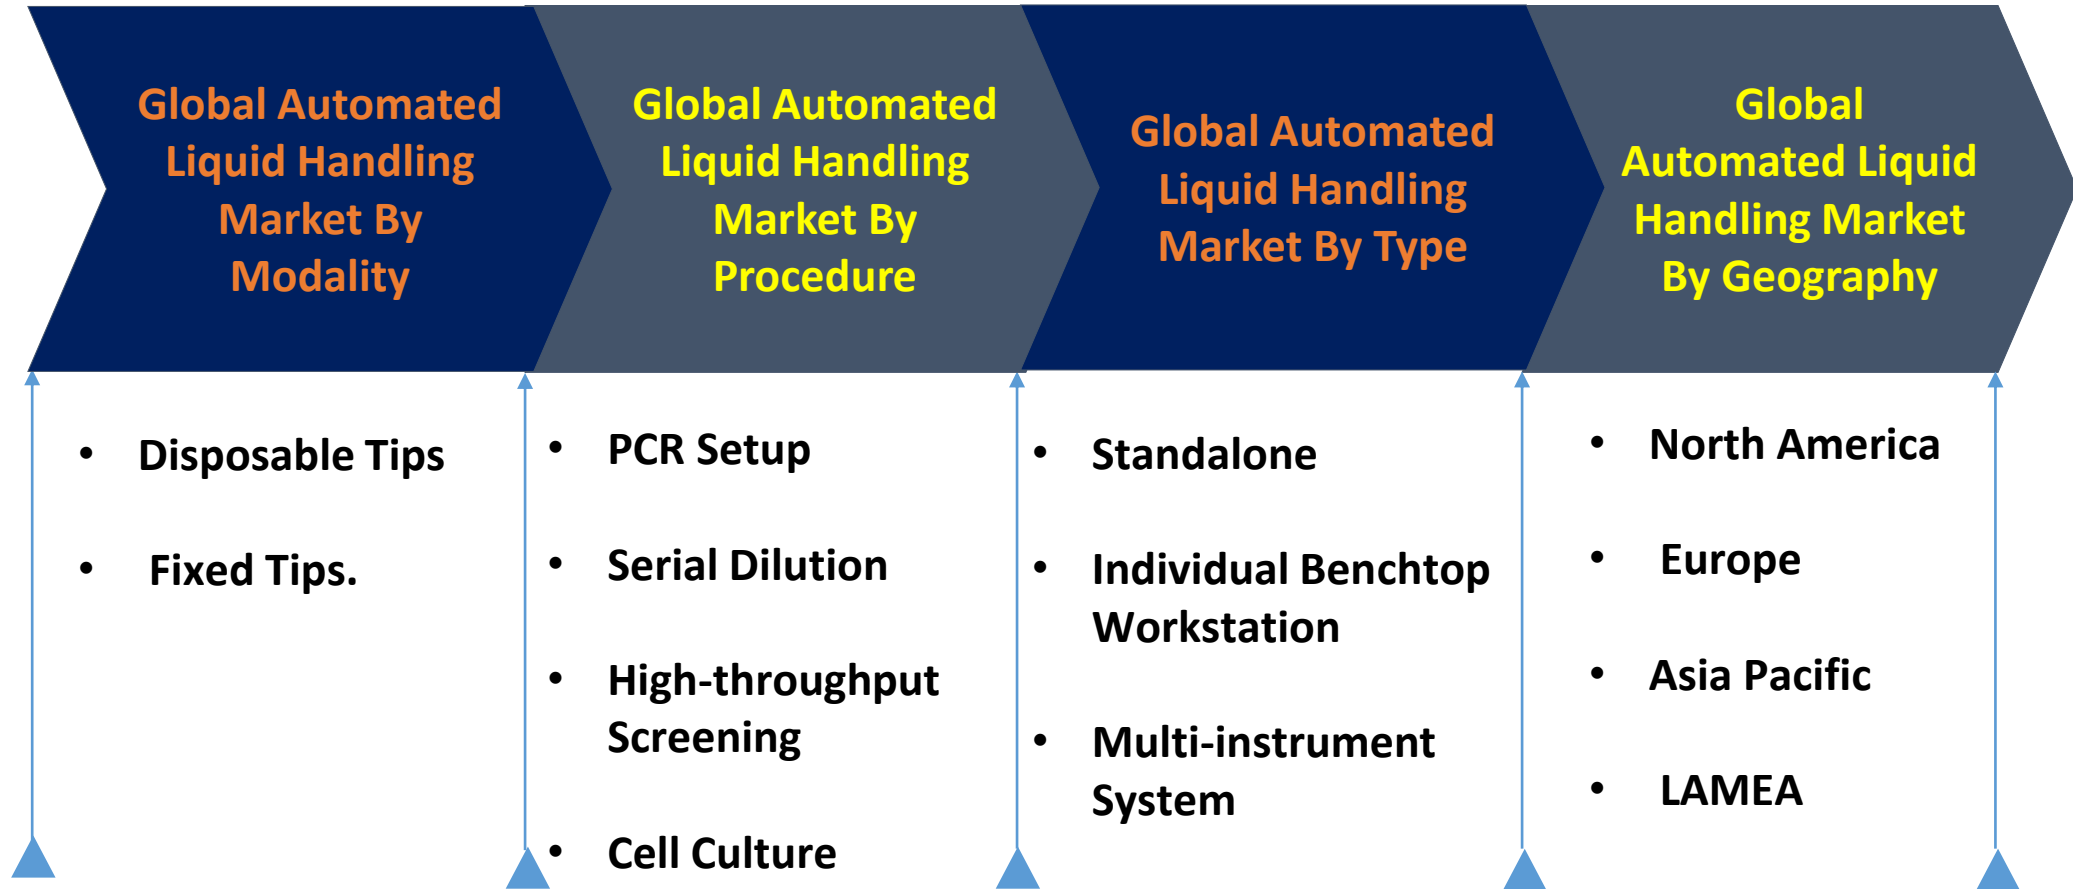 Global Automated
Liquid Handling
Market By
Modality
Global Automated
Liquid Handling
Market By
Procedure
Global Automated
Liquid Handling
Market By Type
Global
Automated Liquid
Handling Market
By Geography
• Disposable Tips
• Fixed Tips.
• PCR Setup
• Serial Dilution
• High-throughput
Screening
• Cell Culture
• Standalone
• Individual Benchtop
Workstation
• Multi-instrument
System
• North America
• Europe
• Asia Pacific
• LAMEA